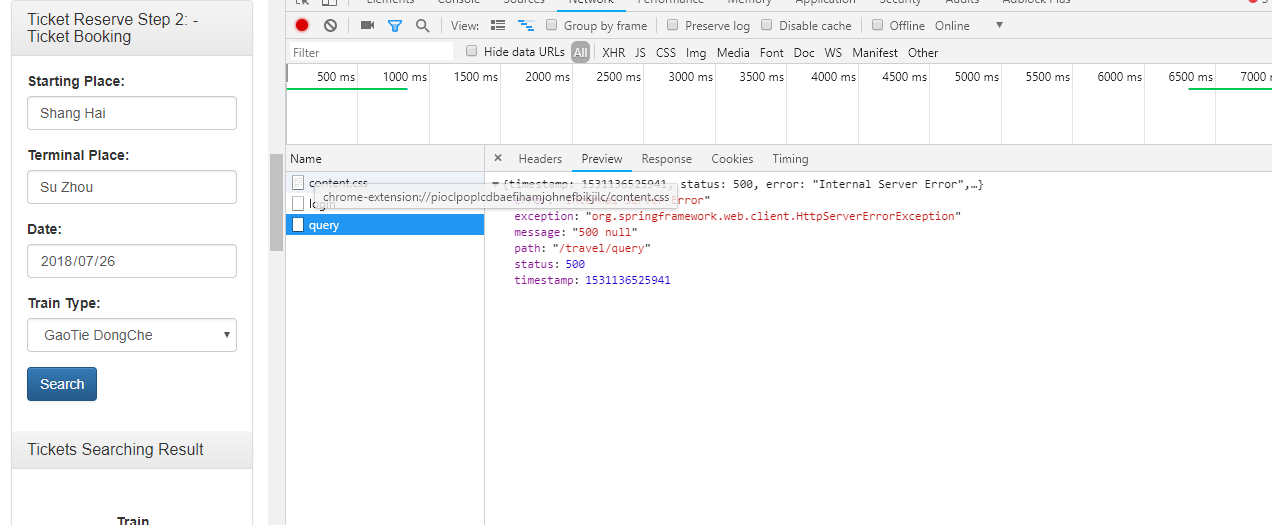 Ticket Reserve Step 2: -
Ticket Booking
Starting Place:
Shang Hai
Terminal Place:
Su Zhou
Date:
2018/07/26
Train Type:
GaoTie DongChe
Search
Tickets Searching Result
Train
Elements Console Sources Network Performance Memory Application Security Audits Adblock Plus
View: Group by frame Preserve log Disable cache Offline Online
Filter Hide data URLs All XHR JS CSS Img Media Font Doc WS Manifest Other
500 ms 1000 ms 1500 ms 2000 ms 2500 ms 3000 ms 3500 ms 4000 ms 4500 ms 5000 ms 5500 ms 6000 ms 6500 ms 7000 ms
Name
content.css
login
query
chrome-extension://pioclpoplcdbaefihamjohnefbikjilc/content.css
× Headers Preview Response Cookies Timing
{timestamp: 1531136525941, status: 500, error: "Internal Server Error",…}
exception: "org.springframework.web.client.HttpServerErrorException"
message: "500 null"
path: "/travel/query"
status: 500
timestamp: 1531136525941